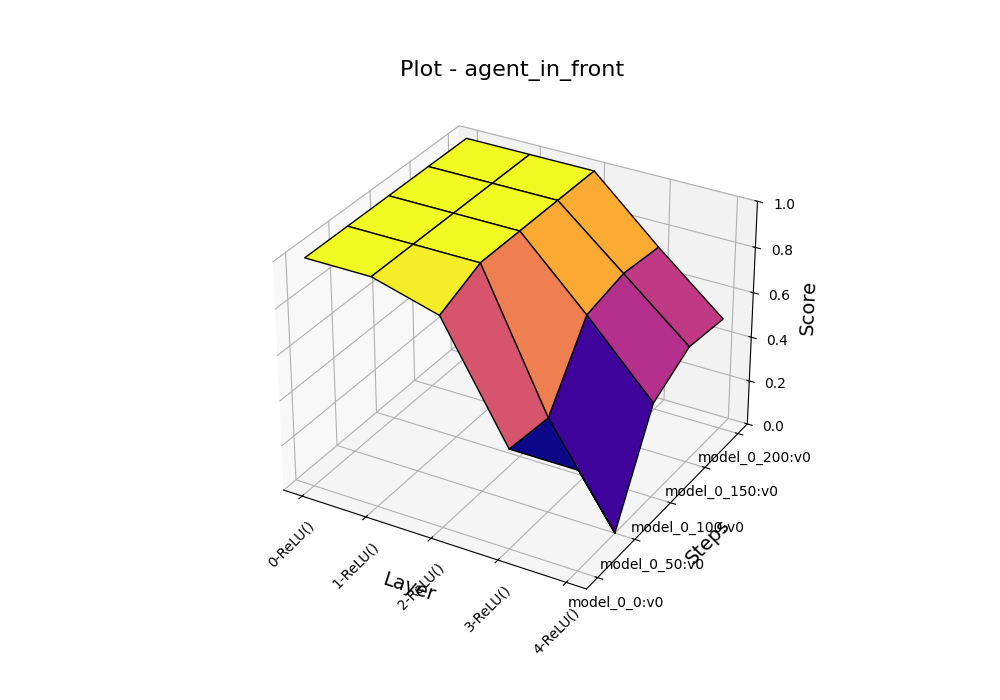 Plot - agent_in_front
1.0
0.8
0.6
0.4
0.2
0.0
Score
model_0_200:v0
model_0_150:v0
model_0_100:v0
model_0_50:v0
model_0_0:v0
Steps
0-ReLU()
1-ReLU()
2-ReLU()
3-ReLU()
4-ReLU()
Layer